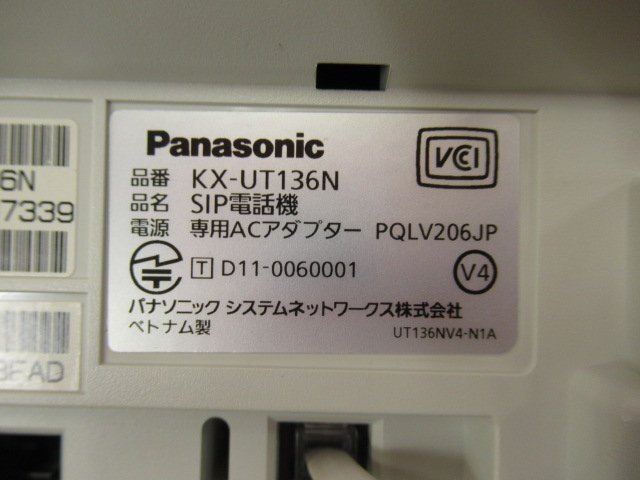 Panasonic
VCCI
品番 KX-UT136N
品名 SIP電話機
電源 専用ACアダプター PQLV206JP
T D11-0060001
V4
パナソニック システムネットワークス株式会社
ベトナム製
UT136NV4-N1A
6N
7339
3FAD